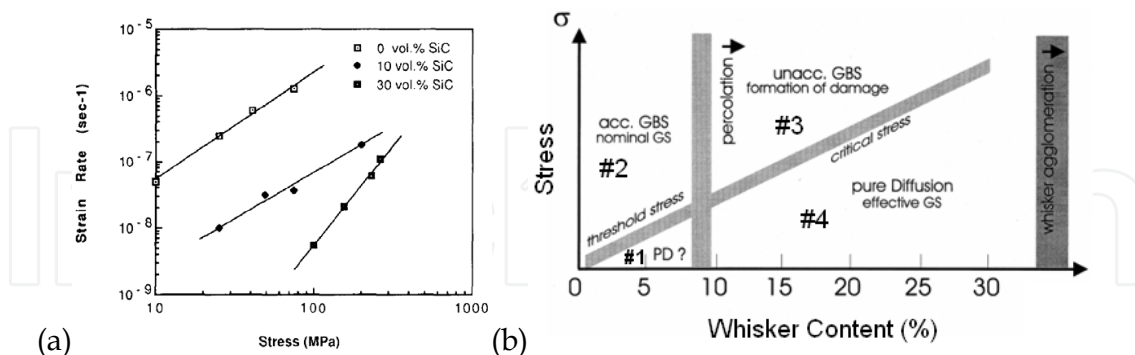 10^-5
10^-6
10^-7
10^-8
10^-9
Strain Rate (sec-1)
0 vol.% SiC
10 vol.% SiC
30 vol.% SiC
10
100
1000
Stress (MPa)
(a)
σ
Stress
acc. GBS
nominal GS
#2
threshold stress
#1 PD ?
percolation
unacc. GBS
formation of damage
#3
critical stress
pure Diffusion
effective GS
#4
whisker agglomeration
0 5 10 15 20 25 30
Whisker Content (%)
(b)